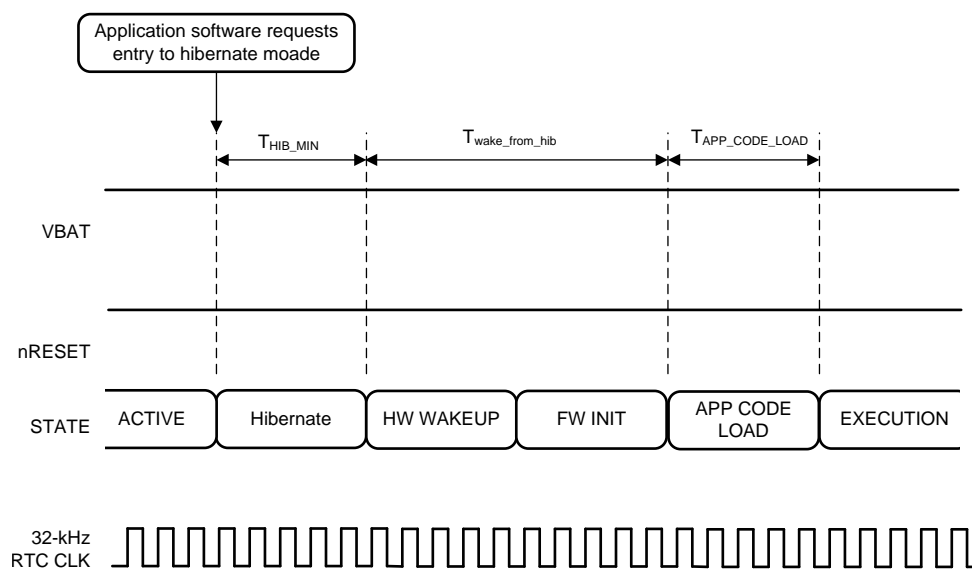 Application software requests
entry to hibernate moade
THIB_MIN
Twake_from_hib
TAPP_CODE_LOAD
VBAT
nRESET
STATE
ACTIVE
Hibernate
HW WAKEUP
FW INIT
APP CODE
LOAD
EXECUTION
32-kHz
RTC CLK